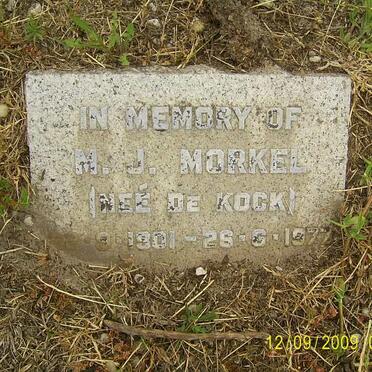 IN MEMORY OF
M. J. MORKEL
(NEÉ DE KOCK)
1901 - 26-6-197
12/09/2009